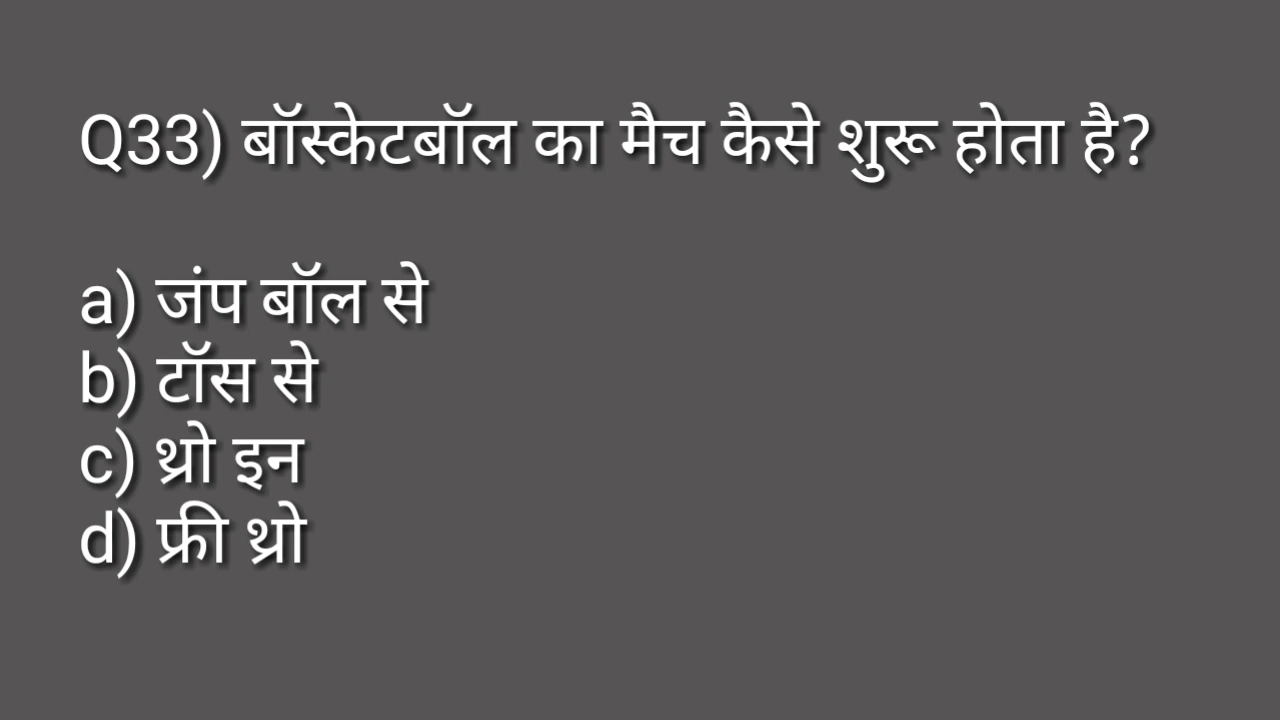 Q33) बॉस्केटबॉल का मैच कैसे शुरू होता है?
a) जंप बॉल से
b) टॉस से
c) थ्रो इन
d) फ्री थ्रो